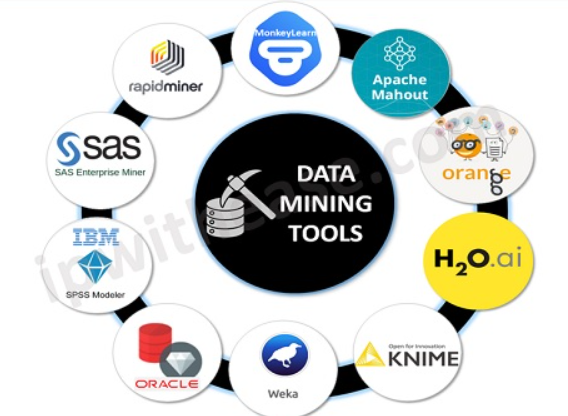 MonkeyLearn
Apache
Mahout
orange
H2O.ai
Open for Innovation
KNIME
Weka
ORACLE
IBM
SPSS Modeler
sas
SAS Enterprise Miner
rapidminer
DATA
MINING
TOOLS